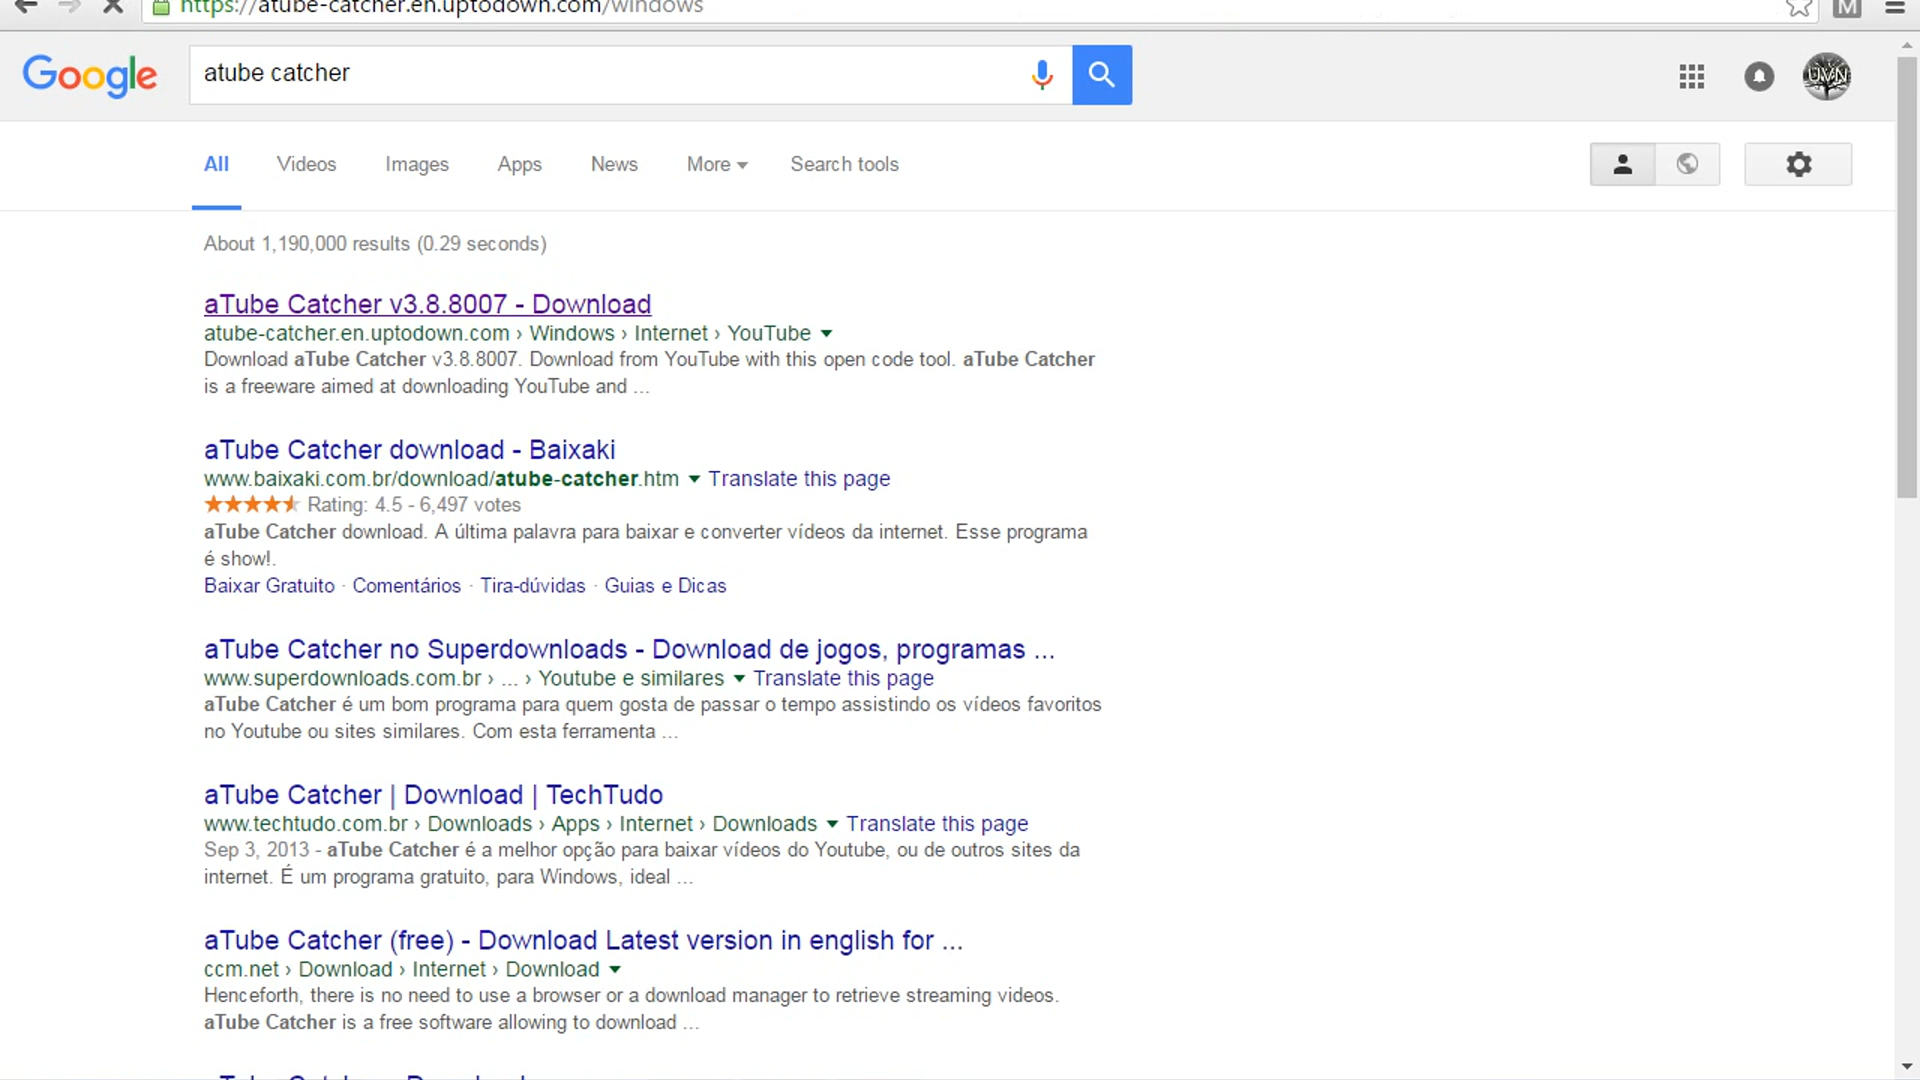 https://atube-catcher.en.uptodown.com/windows
M
Google
atube catcher
UVN
All Videos Images Apps News More Search tools
About 1,190,000 results (0.29 seconds)
aTube Catcher v3.8.8007 - Download
atube-catcher.en.uptodown.com › Windows › Internet › YouTube
Download aTube Catcher v3.8.8007. Download from YouTube with this open code tool. aTube Catcher
is a freeware aimed at downloading YouTube and ...
aTube Catcher download - Baixaki
www.baixaki.com.br/download/atube-catcher.htm Translate this page
Rating: 4.5 - 6,497 votes
aTube Catcher download. A última palavra para baixar e converter vídeos da internet. Esse programa
é show!.
Baixar Gratuito · Comentários · Tira-dúvidas · Guias e Dicas
aTube Catcher no Superdownloads - Download de jogos, programas ...
www.superdownloads.com.br › ... › Youtube e similares Translate this page
aTube Catcher é um bom programa para quem gosta de passar o tempo assistindo os vídeos favoritos
no Youtube ou sites similares. Com esta ferramenta ...
aTube Catcher | Download | TechTudo
www.techtudo.com.br › Downloads › Apps › Internet › Downloads Translate this page
Sep 3, 2013 - aTube Catcher é a melhor opção para baixar vídeos do Youtube, ou de outros sites da
internet. É um programa gratuito, para Windows, ideal ...
aTube Catcher (free) - Download Latest version in english for ...
ccm.net › Download › Internet › Download
Henceforth, there is no need to use a browser or a download manager to retrieve streaming videos.
aTube Catcher is a free software allowing to download ...